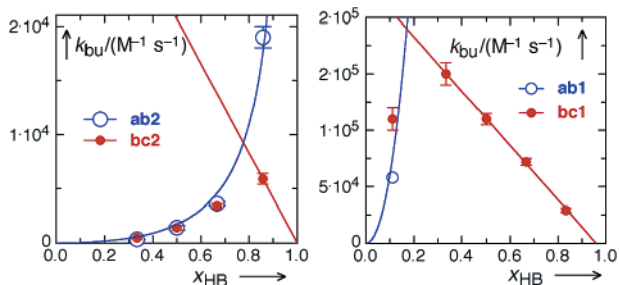 2·10⁴
1·10⁴
0
k_bu/(M⁻¹ s⁻¹)
ab2
bc2
0 0.2 0.4 0.6 0.8 1.0
x_HB
2·10⁵
2·10⁵
1·10⁵
5·10⁴
0
k_bu/(M⁻¹ s⁻¹)
ab1
bc1
0.0 0.2 0.4 0.6 0.8 1.0
x_HB